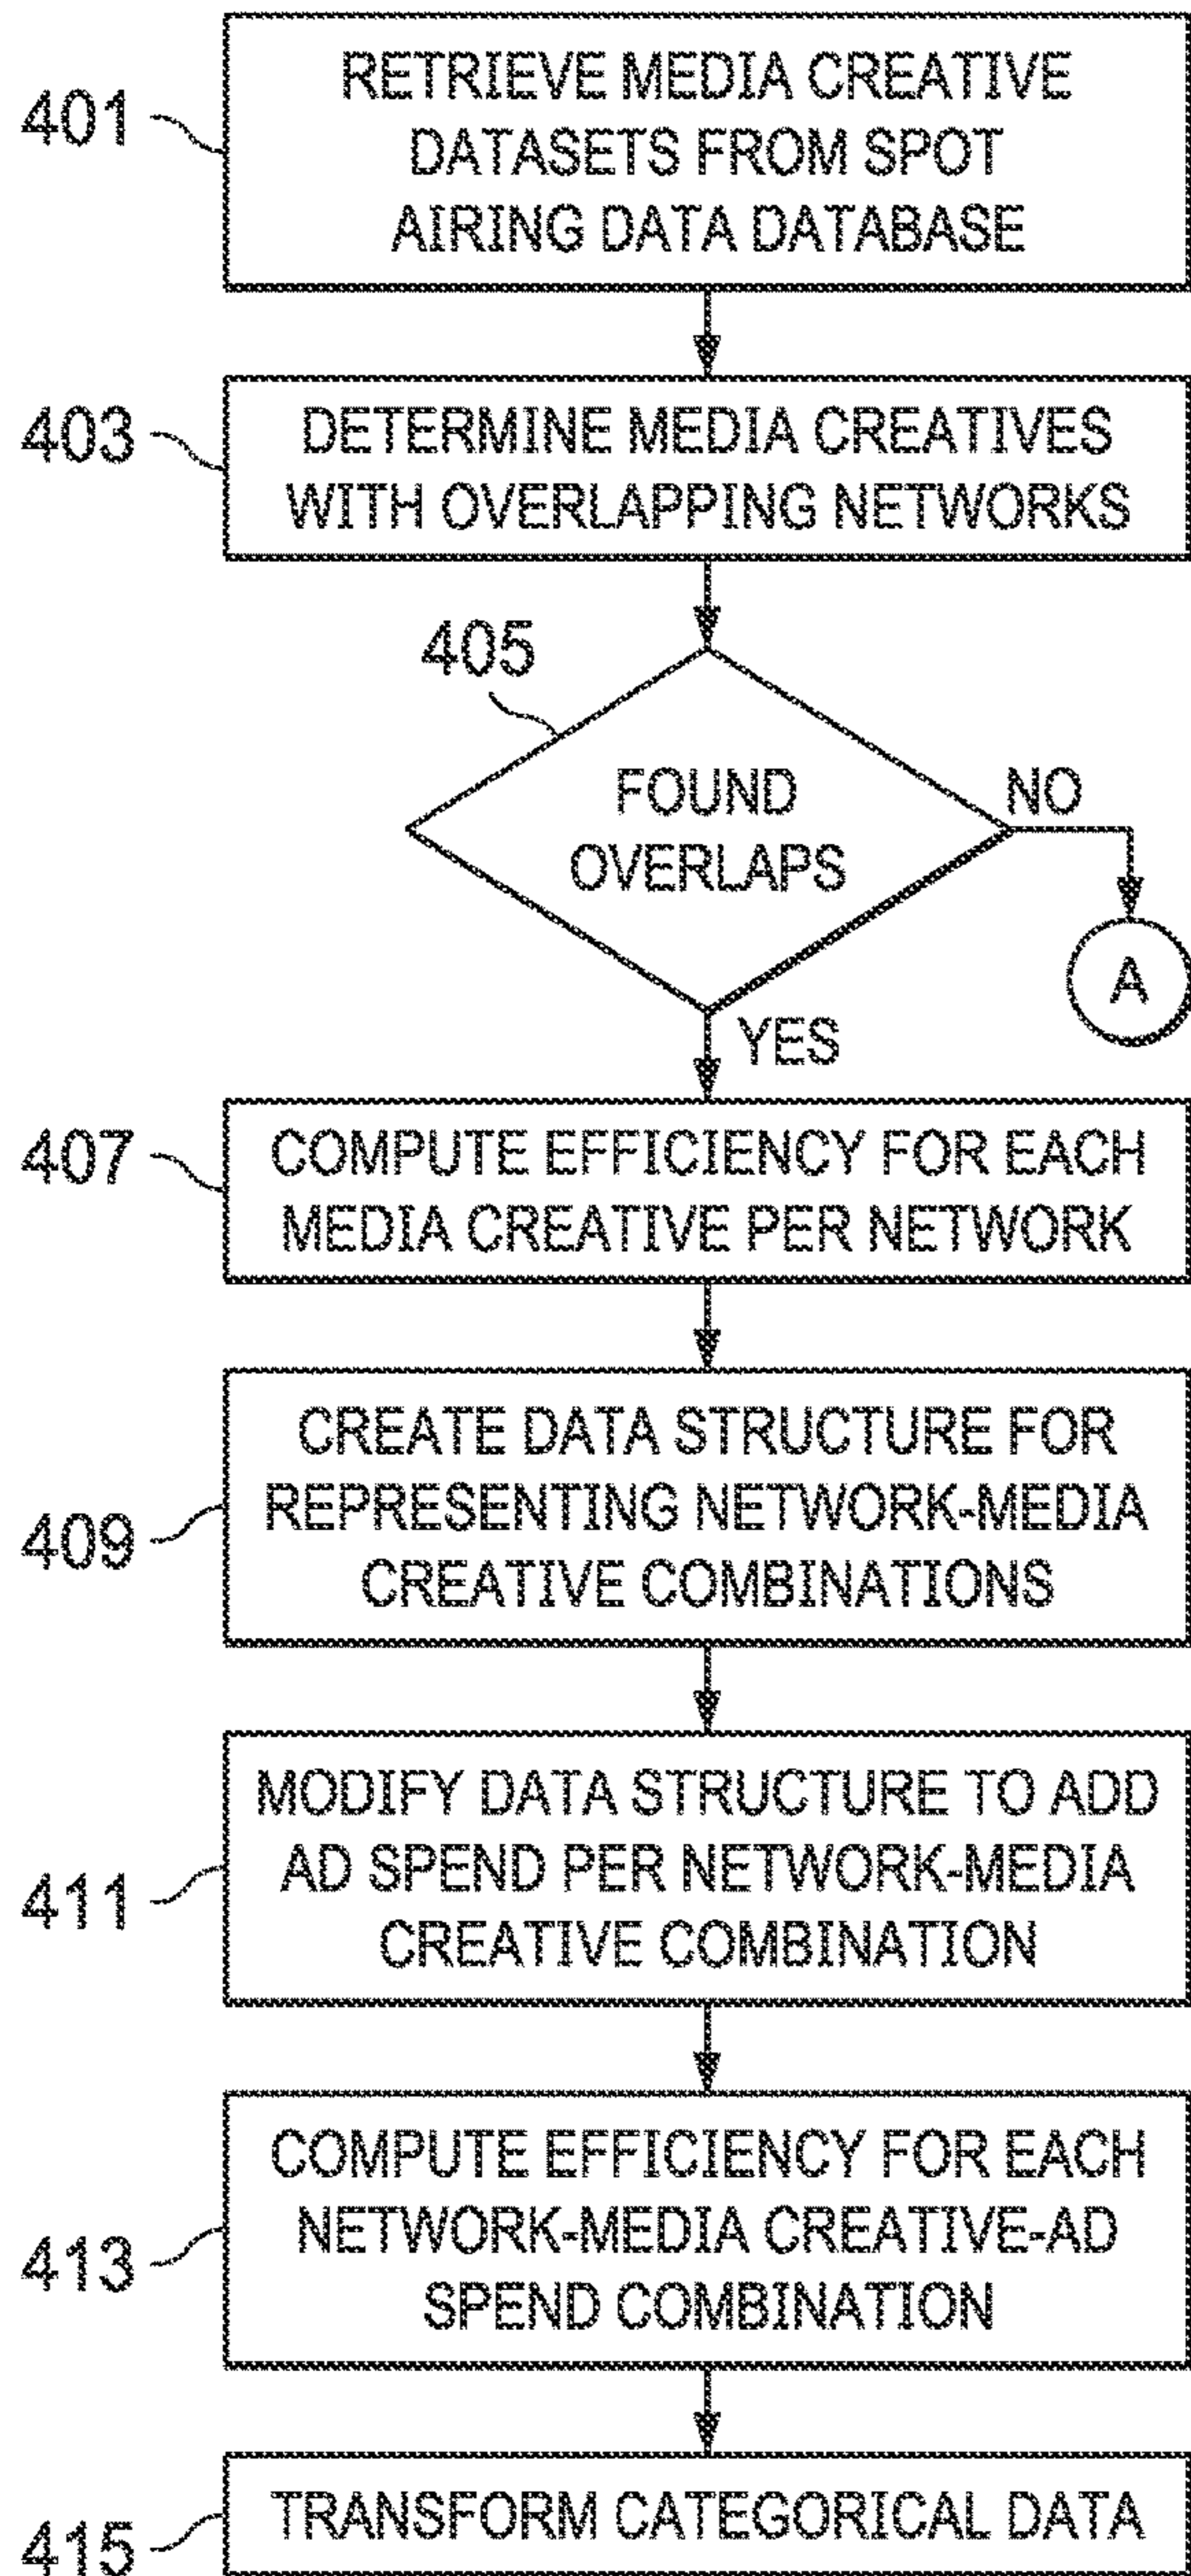 401
RETRIEVE MEDIA CREATIVE
DATASETS FROM SPOT
AIRING DATA DATABASE
403
DETERMINE MEDIA CREATIVES
WITH OVERLAPPING NETWORKS
405
FOUND
OVERLAPS
NO
A
YES
407
COMPUTE EFFICIENCY FOR EACH
MEDIA CREATIVE PER NETWORK
409
CREATE DATA STRUCTURE FOR
REPRESENTING NETWORK-MEDIA
CREATIVE COMBINATIONS
411
MODIFY DATA STRUCTURE TO ADD
AD SPEND PER NETWORK-MEDIA
CREATIVE COMBINATION
413
COMPUTE EFFICIENCY FOR EACH
NETWORK-MEDIA CREATIVE-AD
SPEND COMBINATION
415
TRANSFORM CATEGORICAL DATA